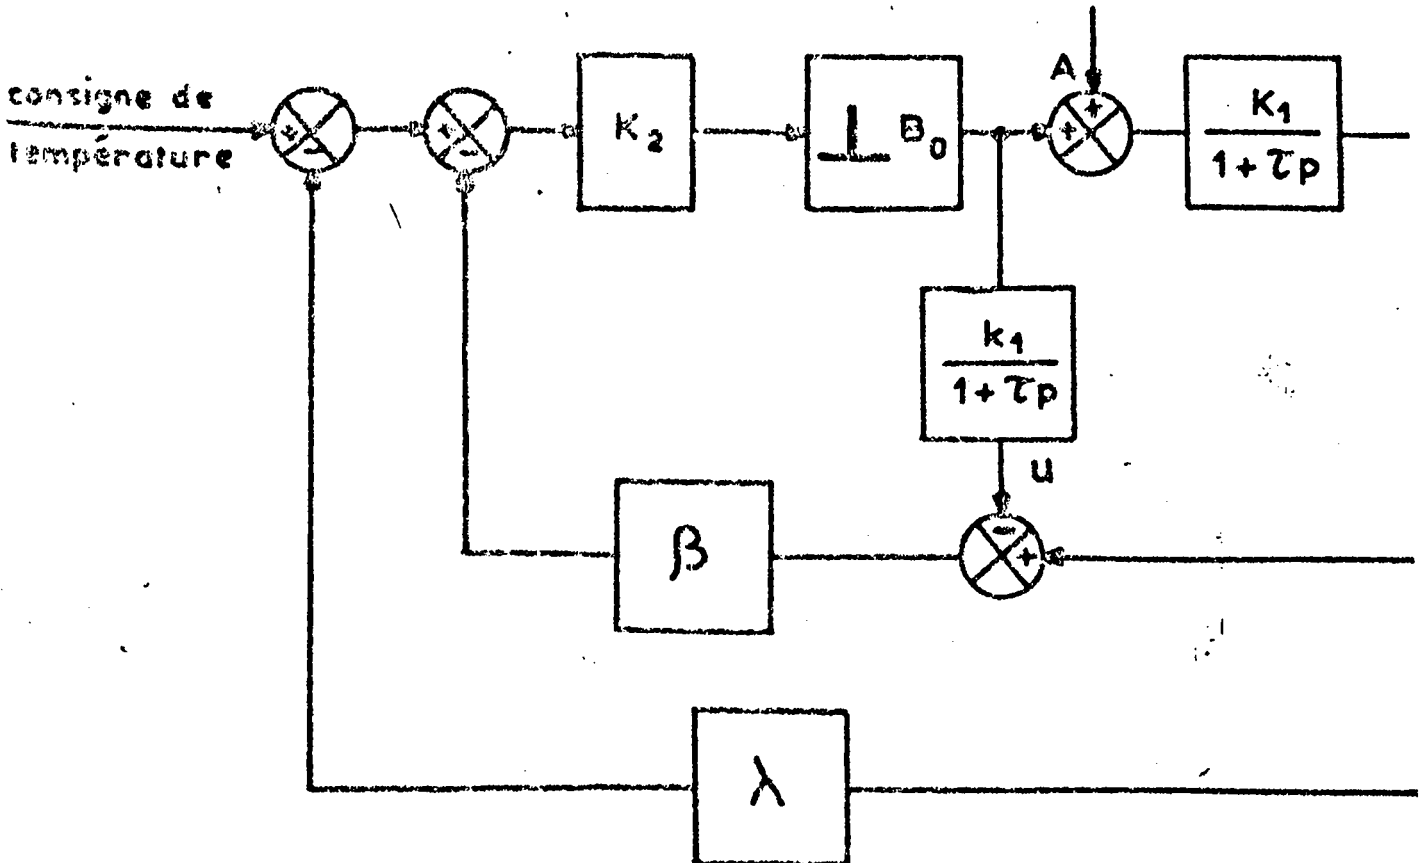 consigne de
température
+
−
+
−
K₂
B₀
A
+
+
K₁
1 + τp
k₁
1 + τp
u
−
+
β
λ